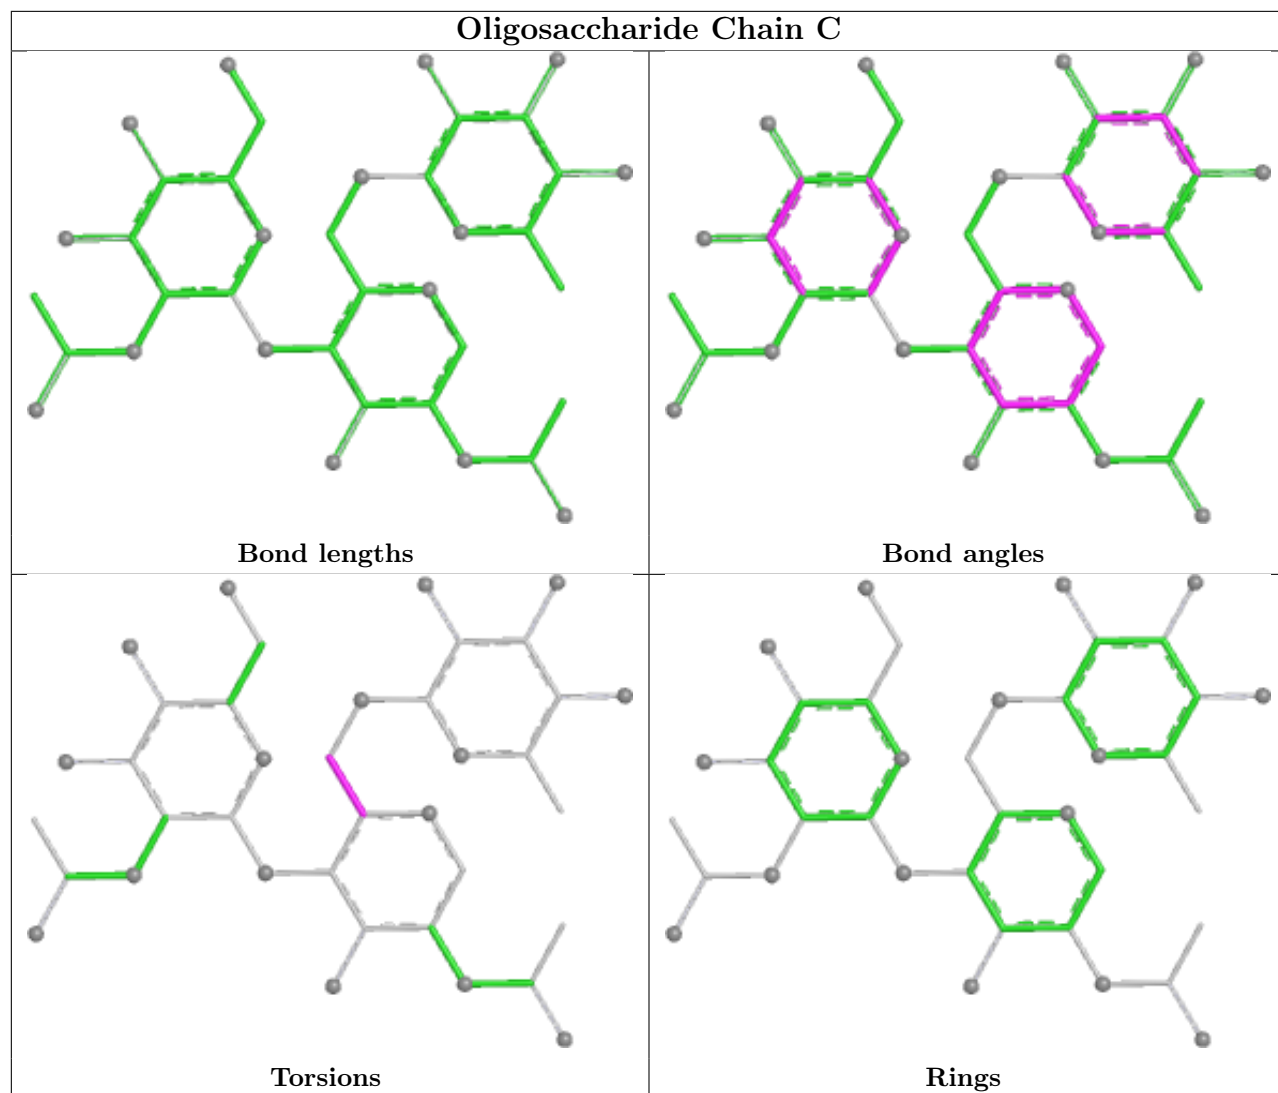 Oligosaccharide Chain C
Bond lengths
Bond angles
Torsions
Rings